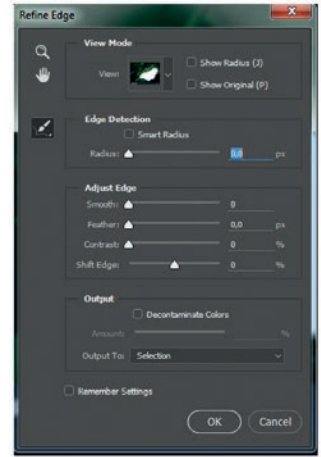 Refine Edge
View Mode
View:
Show Radius (J)
Show Original (P)
Edge Detection
Smart Radius
Radius: 0,0 px
Adjust Edge
Smooth: 0
Feather: 0,0 px
Contrast: 0 %
Shift Edge: 0 %
Output
Decontaminate Colors
Amount: %
Output To: Selection
Remember Settings
OK Cancel